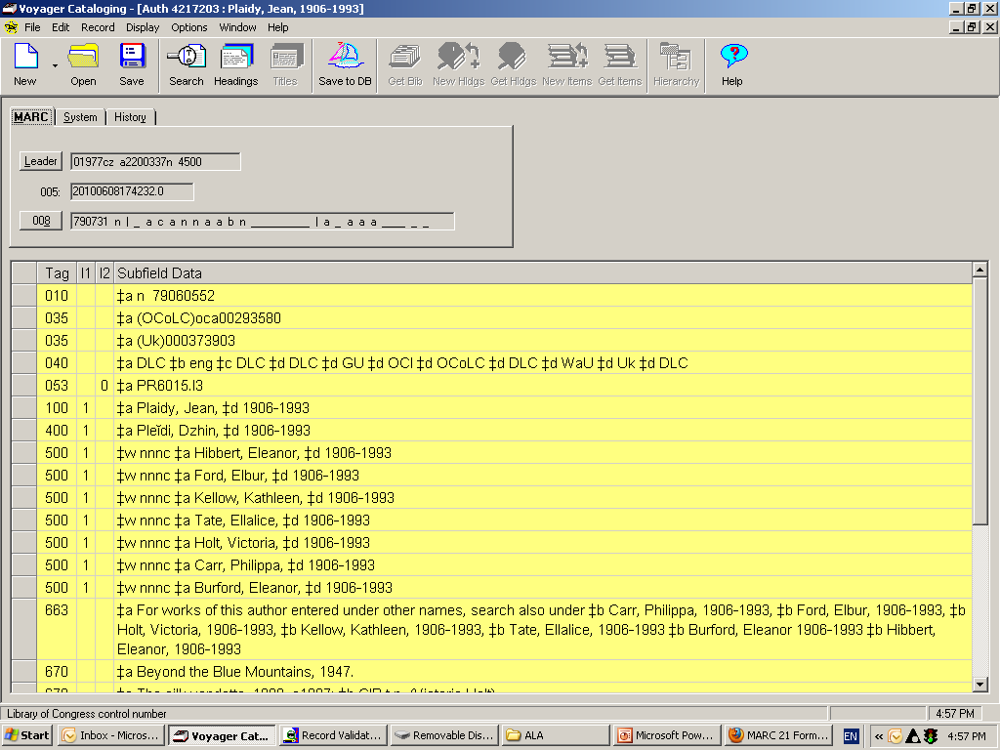 Voyager Cataloging - [Auth 4217203 : Plaidy, Jean, 1906-1993]
File Edit Record Display Options Window Help
New Open Save Search Headings Titles Save to DB Get Bib New Hldgs Get Hldgs New Items Get Items Hierarchy Help
MARC System History
Leader 01977cz a2200337n 4500
005: 20100608174232.0
008 790731 n | _ a c a n n a a b n _________ | a _ a a a ___ _ _
Tag I1 I2 Subfield Data
010 ‡a n 79060552
035 ‡a (OCoLC)oca00293580
035 ‡a (Uk)000373903
040 ‡a DLC ‡b eng ‡c DLC ‡d DLC ‡d GU ‡d OCl ‡d OCoLC ‡d DLC ‡d WaU ‡d Uk ‡d DLC
053 0 ‡a PR6015.I3
100 1 ‡a Plaidy, Jean, ‡d 1906-1993
400 1 ‡a Pleĭdi, Dzhin, ‡d 1906-1993
500 1 ‡w nnnc ‡a Hibbert, Eleanor, ‡d 1906-1993
500 1 ‡w nnnc ‡a Ford, Elbur, ‡d 1906-1993
500 1 ‡w nnnc ‡a Kellow, Kathleen, ‡d 1906-1993
500 1 ‡w nnnc ‡a Tate, Ellalice, ‡d 1906-1993
500 1 ‡w nnnc ‡a Holt, Victoria, ‡d 1906-1993
500 1 ‡w nnnc ‡a Carr, Philippa, ‡d 1906-1993
500 1 ‡w nnnc ‡a Burford, Eleanor, ‡d 1906-1993
663 ‡a For works of this author entered under other names, search also under ‡b Carr, Philippa, 1906-1993, ‡b Ford, Elbur, 1906-1993, ‡b
Holt, Victoria, 1906-1993, ‡b Kellow, Kathleen, 1906-1993, ‡b Tate, Ellalice, 1906-1993 ‡b Burford, Eleanor 1906-1993 ‡b Hibbert,
Eleanor, 1906-1993
670 ‡a Beyond the Blue Mountains, 1947.
Library of Congress control number 4:57 PM
Start Inbox - Micros... Voyager Cat... Record Validat... Removable Dis... ALA Microsoft Pow... MARC 21 Form... EN « 4:57 PM